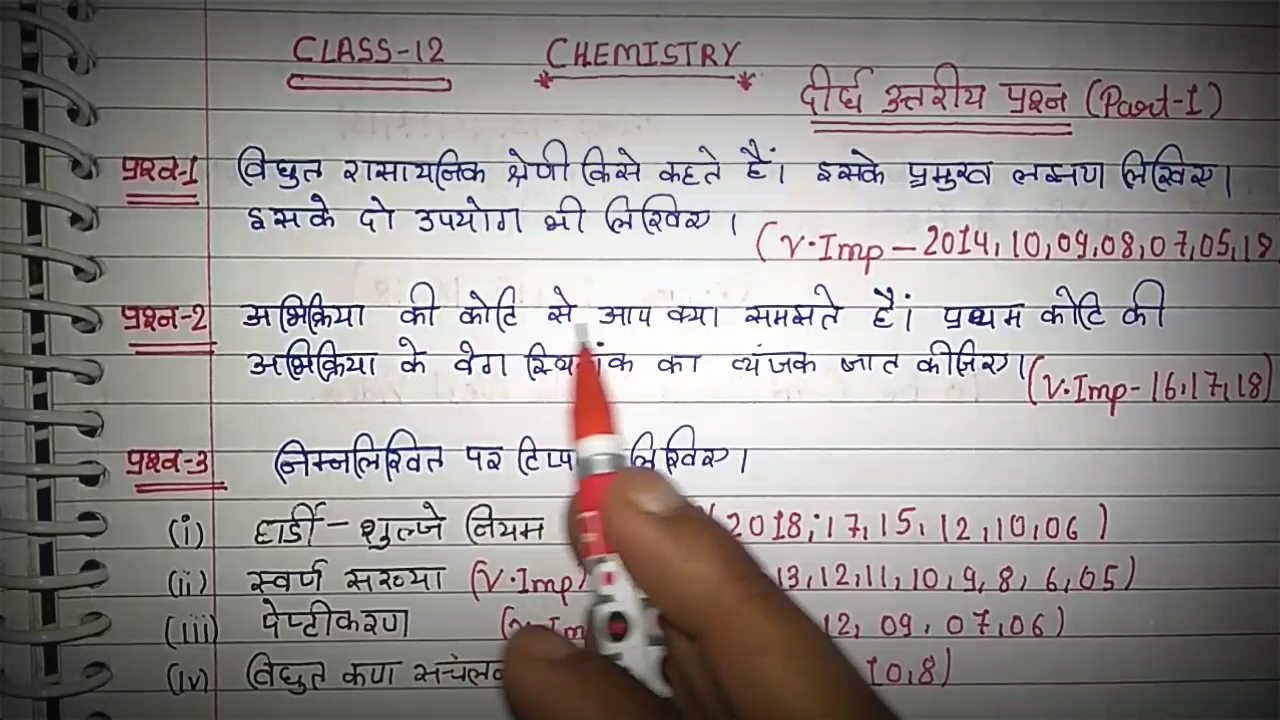 CLASS-12 CHEMISTRY
दीर्घ उत्तरीय प्रश्न (Part-1)
प्रश्न-1 विधुत रासायनिक श्रेणी किसे कहते हैं। इसके प्रमुख लक्षण लिखिए।
इसके दो उपयोग भी लिखिए।
(V.Imp - 2014, 10, 09, 08, 07, 05, 18
प्रश्न-2 अभिक्रिया की कोटि से आप क्या समझते हैं। प्रथम कोटि की
अभिक्रिया के वेग का व्यंजक ज्ञात कीजिए।
(V.Imp- 16, 17, 18)
प्रश्न-3 निम्नलिखित पर लिखिए।
(i) हार्डी - शुल्जे नियम (2018, 17, 15, 12, 10, 06)
(ii) स्वर्ण सख्या (V.Imp) 13, 12, 11, 10, 9, 8, 6, 05)
(iii) पेप्टीकरण 12, 09, 07, 06)
(iv) विधुत कण 10, 8)